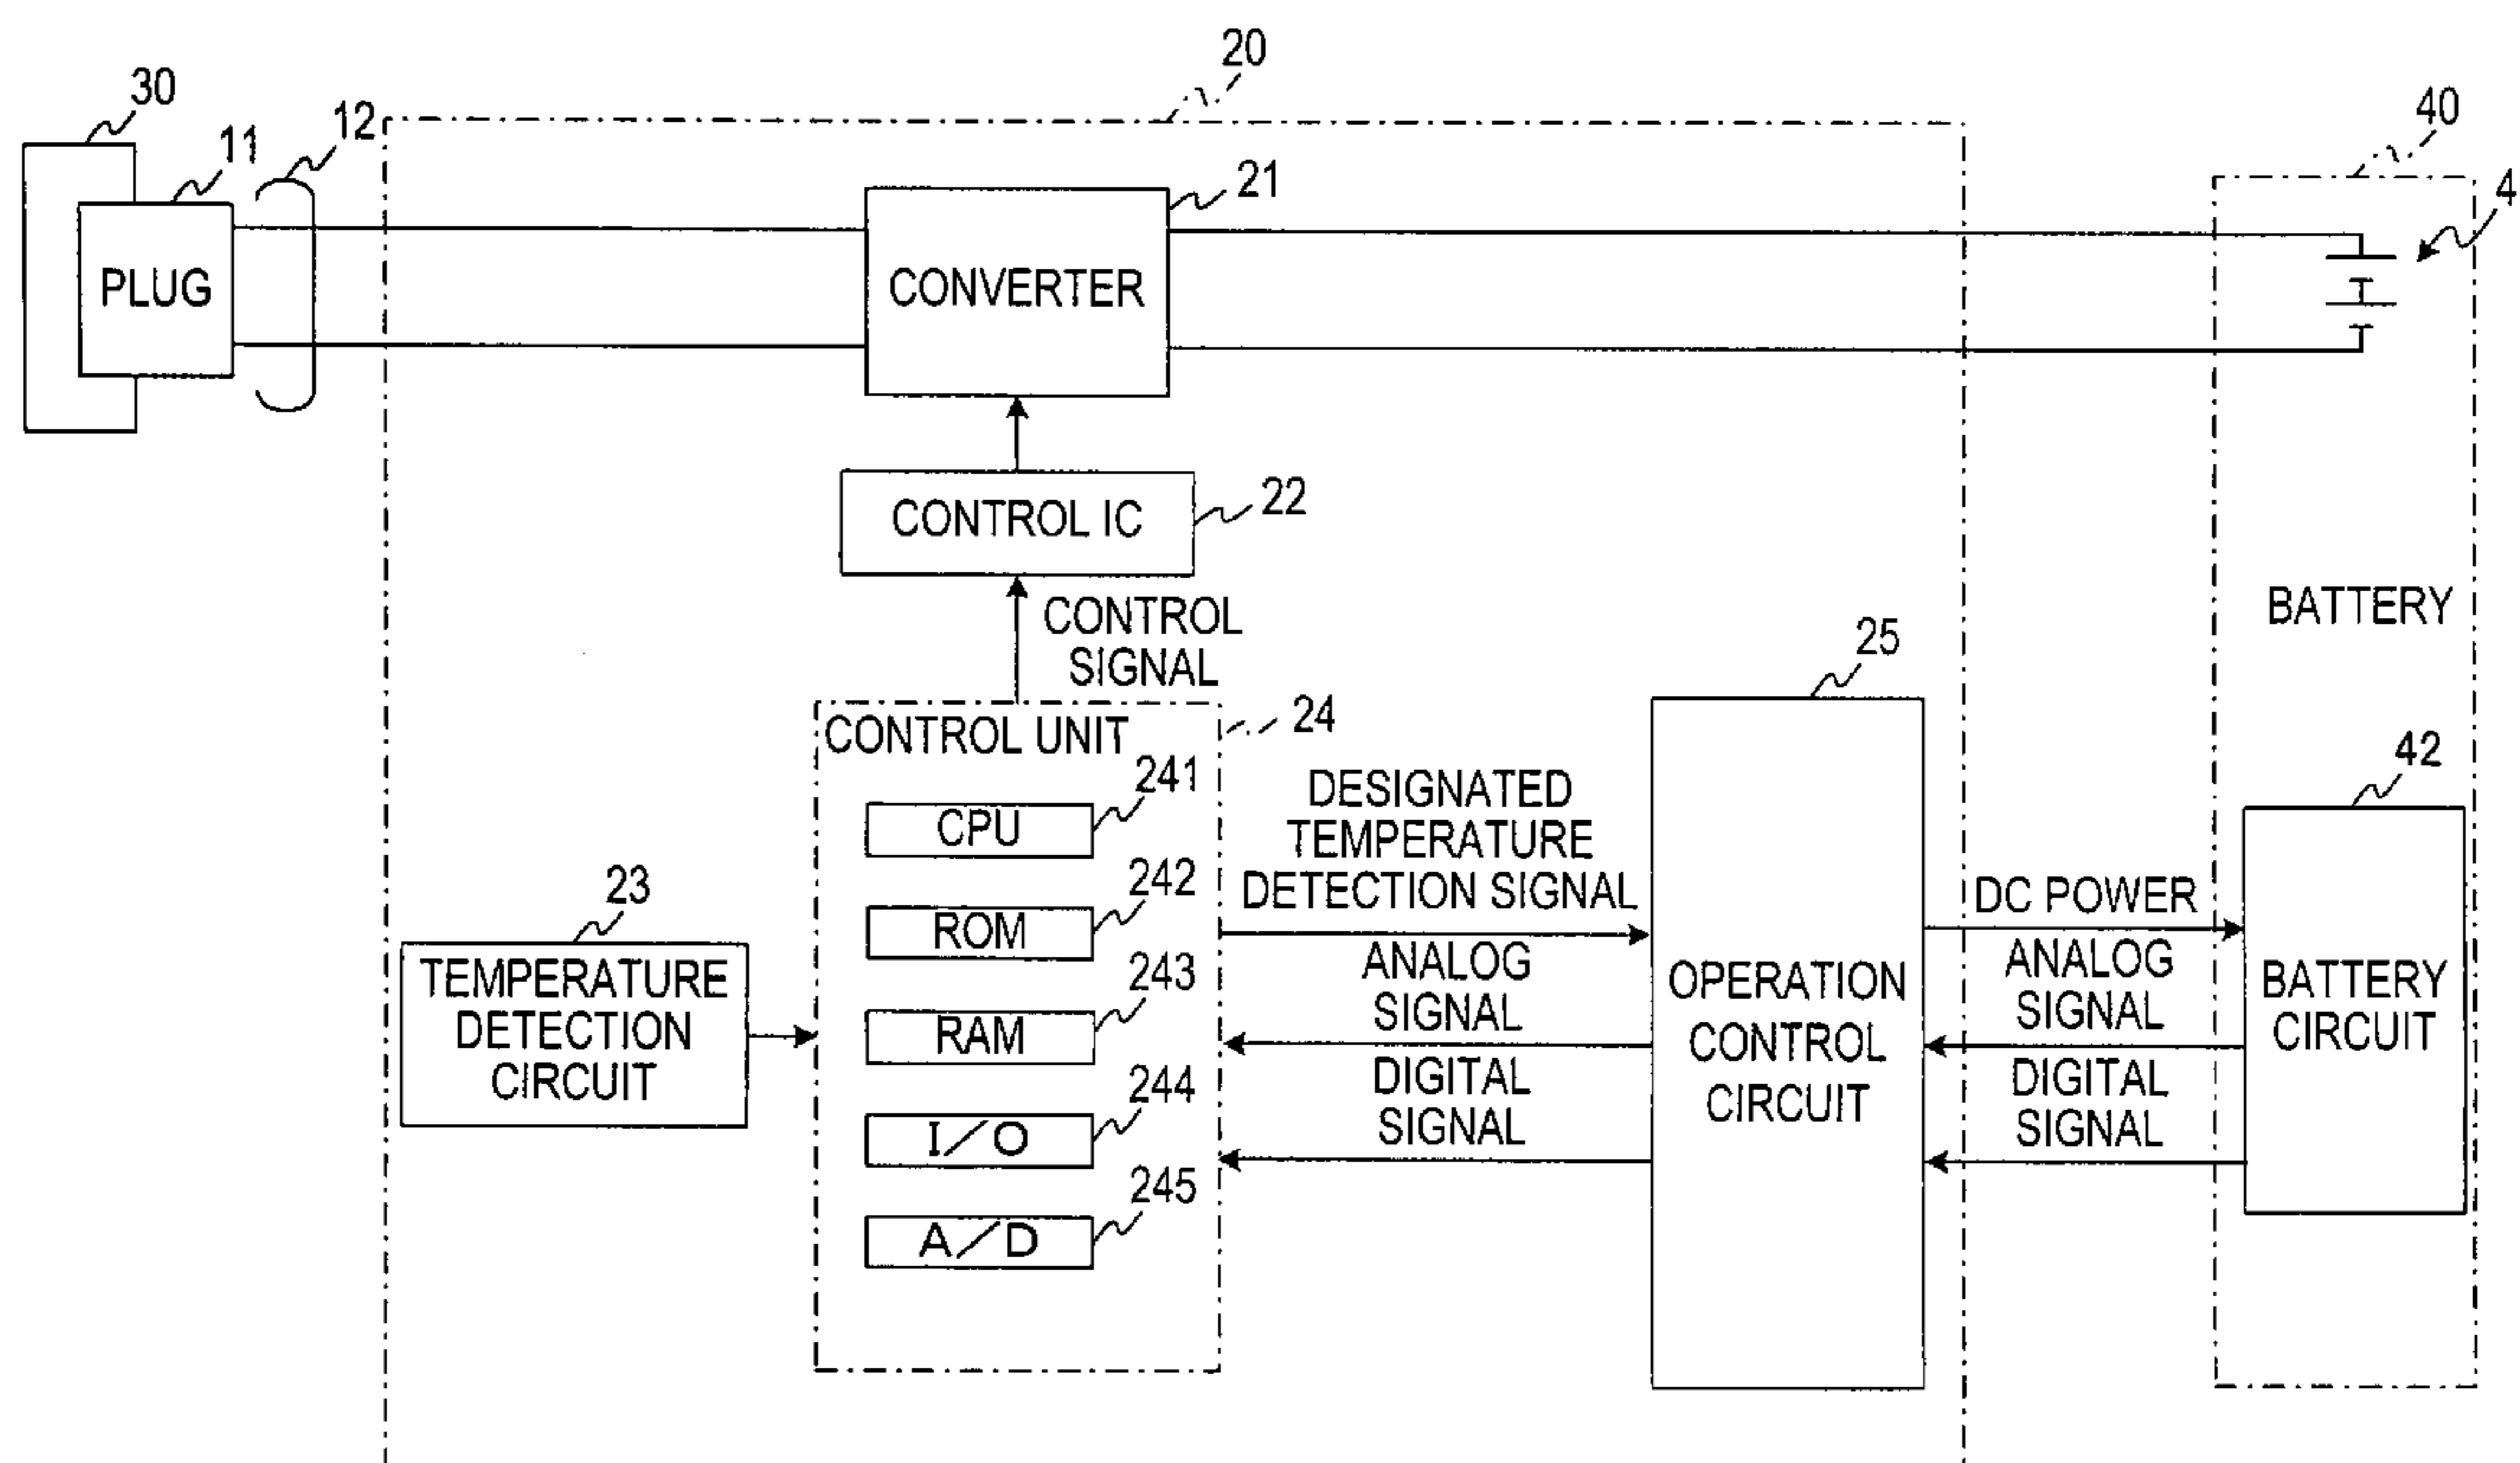 20
30
40
12
11
21
4
PLUG
CONVERTER
22
CONTROL IC
CONTROL
SIGNAL
BATTERY
25
24
CONTROL UNIT
42
241
CPU
DESIGNATED
TEMPERATURE
DETECTION SIGNAL
242
ROM
23
DC POWER
243
RAM
ANALOG
SIGNAL
ANALOG
SIGNAL
TEMPERATURE
DETECTION
CIRCUIT
OPERATION
CONTROL
CIRCUIT
BATTERY
CIRCUIT
244
I/O
DIGITAL
SIGNAL
DIGITAL
SIGNAL
245
A/D